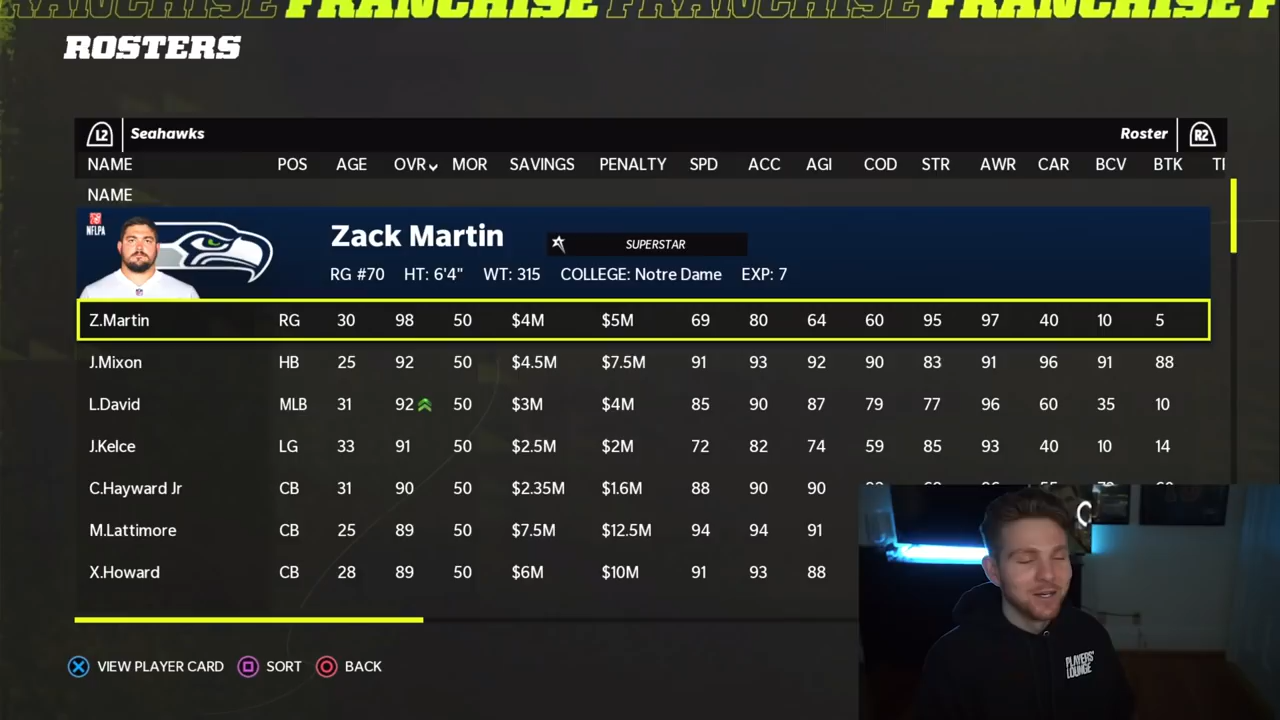 FRANCHISE FRANCHISE FRANCHISE FRANCHISE F
ROSTERS
L2 Seahawks Roster R2
NAME POS AGE OVR MOR SAVINGS PENALTY SPD ACC AGI COD STR AWR CAR BCV BTK
NAME
NFLPA
Zack Martin SUPERSTAR
RG #70 HT: 6'4" WT: 315 COLLEGE: Notre Dame EXP: 7
Z.Martin RG 30 98 50 $4M $5M 69 80 64 60 95 97 40 10 5
J.Mixon HB 25 92 50 $4.5M $7.5M 91 93 92 90 83 91 96 91 88
L.David MLB 31 92 50 $3M $4M 85 90 87 79 77 96 60 35 10
J.Kelce LG 33 91 50 $2.5M $2M 72 82 74 59 85 93 40 10 14
C.Hayward Jr CB 31 90 50 $2.35M $1.6M 88 90 90
M.Lattimore CB 25 89 50 $7.5M $12.5M 94 94 91
X.Howard CB 28 89 50 $6M $10M 91 93 88
PLAYERS'
LOUNGE
VIEW PLAYER CARD SORT BACK